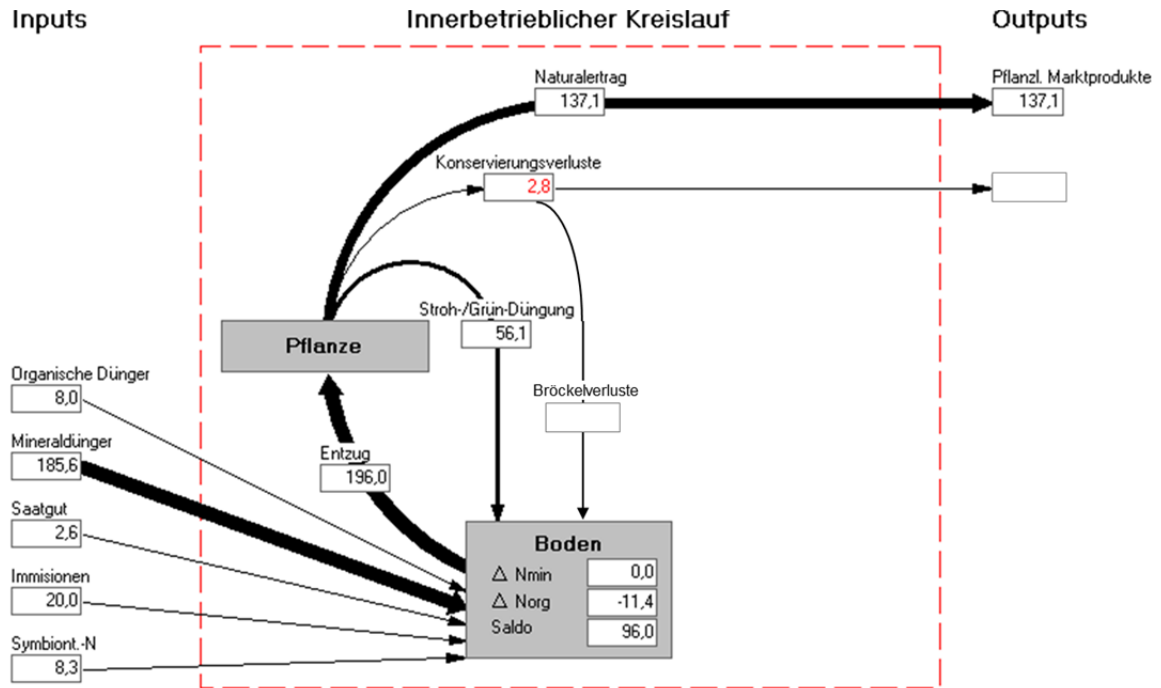 Inputs
Innerbetrieblicher Kreislauf
Outputs
Naturalertrag
137,1
Pflanzl. Marktprodukte
137,1
Konservierungsverluste
2,8
Stroh-/Grün-Düngung
56,1
Pflanze
Organische Dünger
8,0
Bröckelverluste
Mineraldünger
185,6
Entzug
196,0
Saatgut
2,6
Immisionen
20,0
Symbiont.-N
8,3
Boden
△ Nmin 0,0
△ Norg -11,4
Saldo 96,0